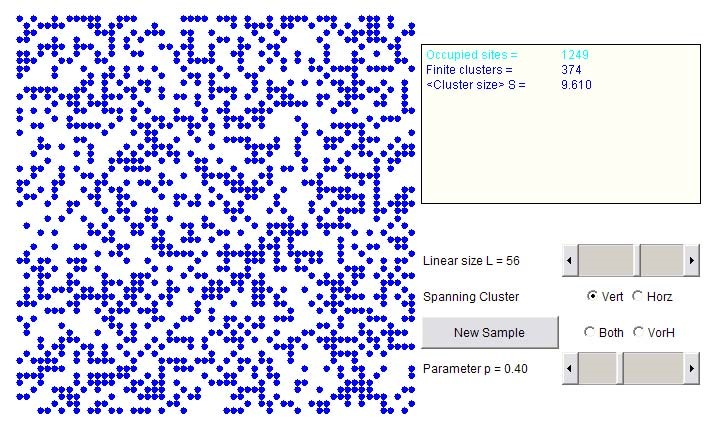 Occupied sites = 1249
Finite clusters = 374
<Cluster size> S = 9.610
Linear size L = 56
Spanning Cluster Vert Horz
New Sample Both VorH
Parameter p = 0.40